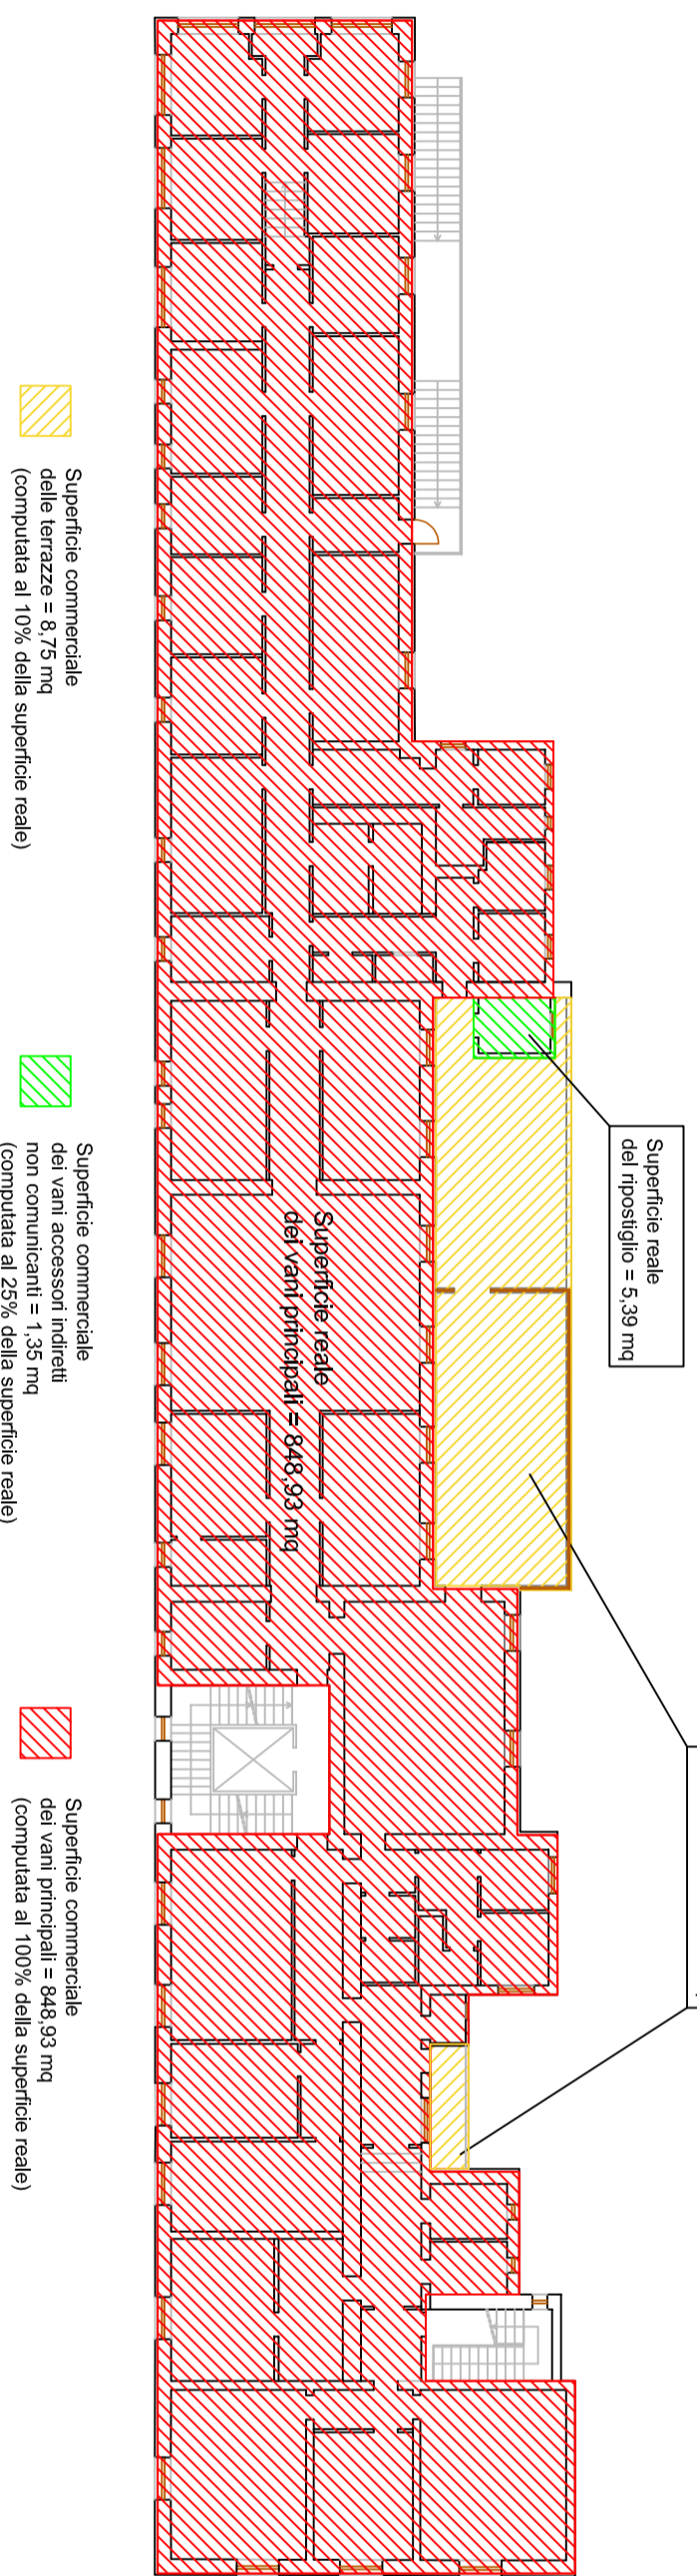 Superficie reale
del ripostiglio = 5,39 mq
Superficie reale
dei vani principali = 848,93 mq
Superficie commerciale
delle terrazze = 8,75 mq
(computata al 10% della superficie reale)
Superficie commerciale
dei vani accessori indiretti
non comunicanti = 1,35 mq
(computata al 25% della superficie reale)
Superficie commerciale
dei vani principali = 848,93 mq
(computata al 100% della superficie reale)